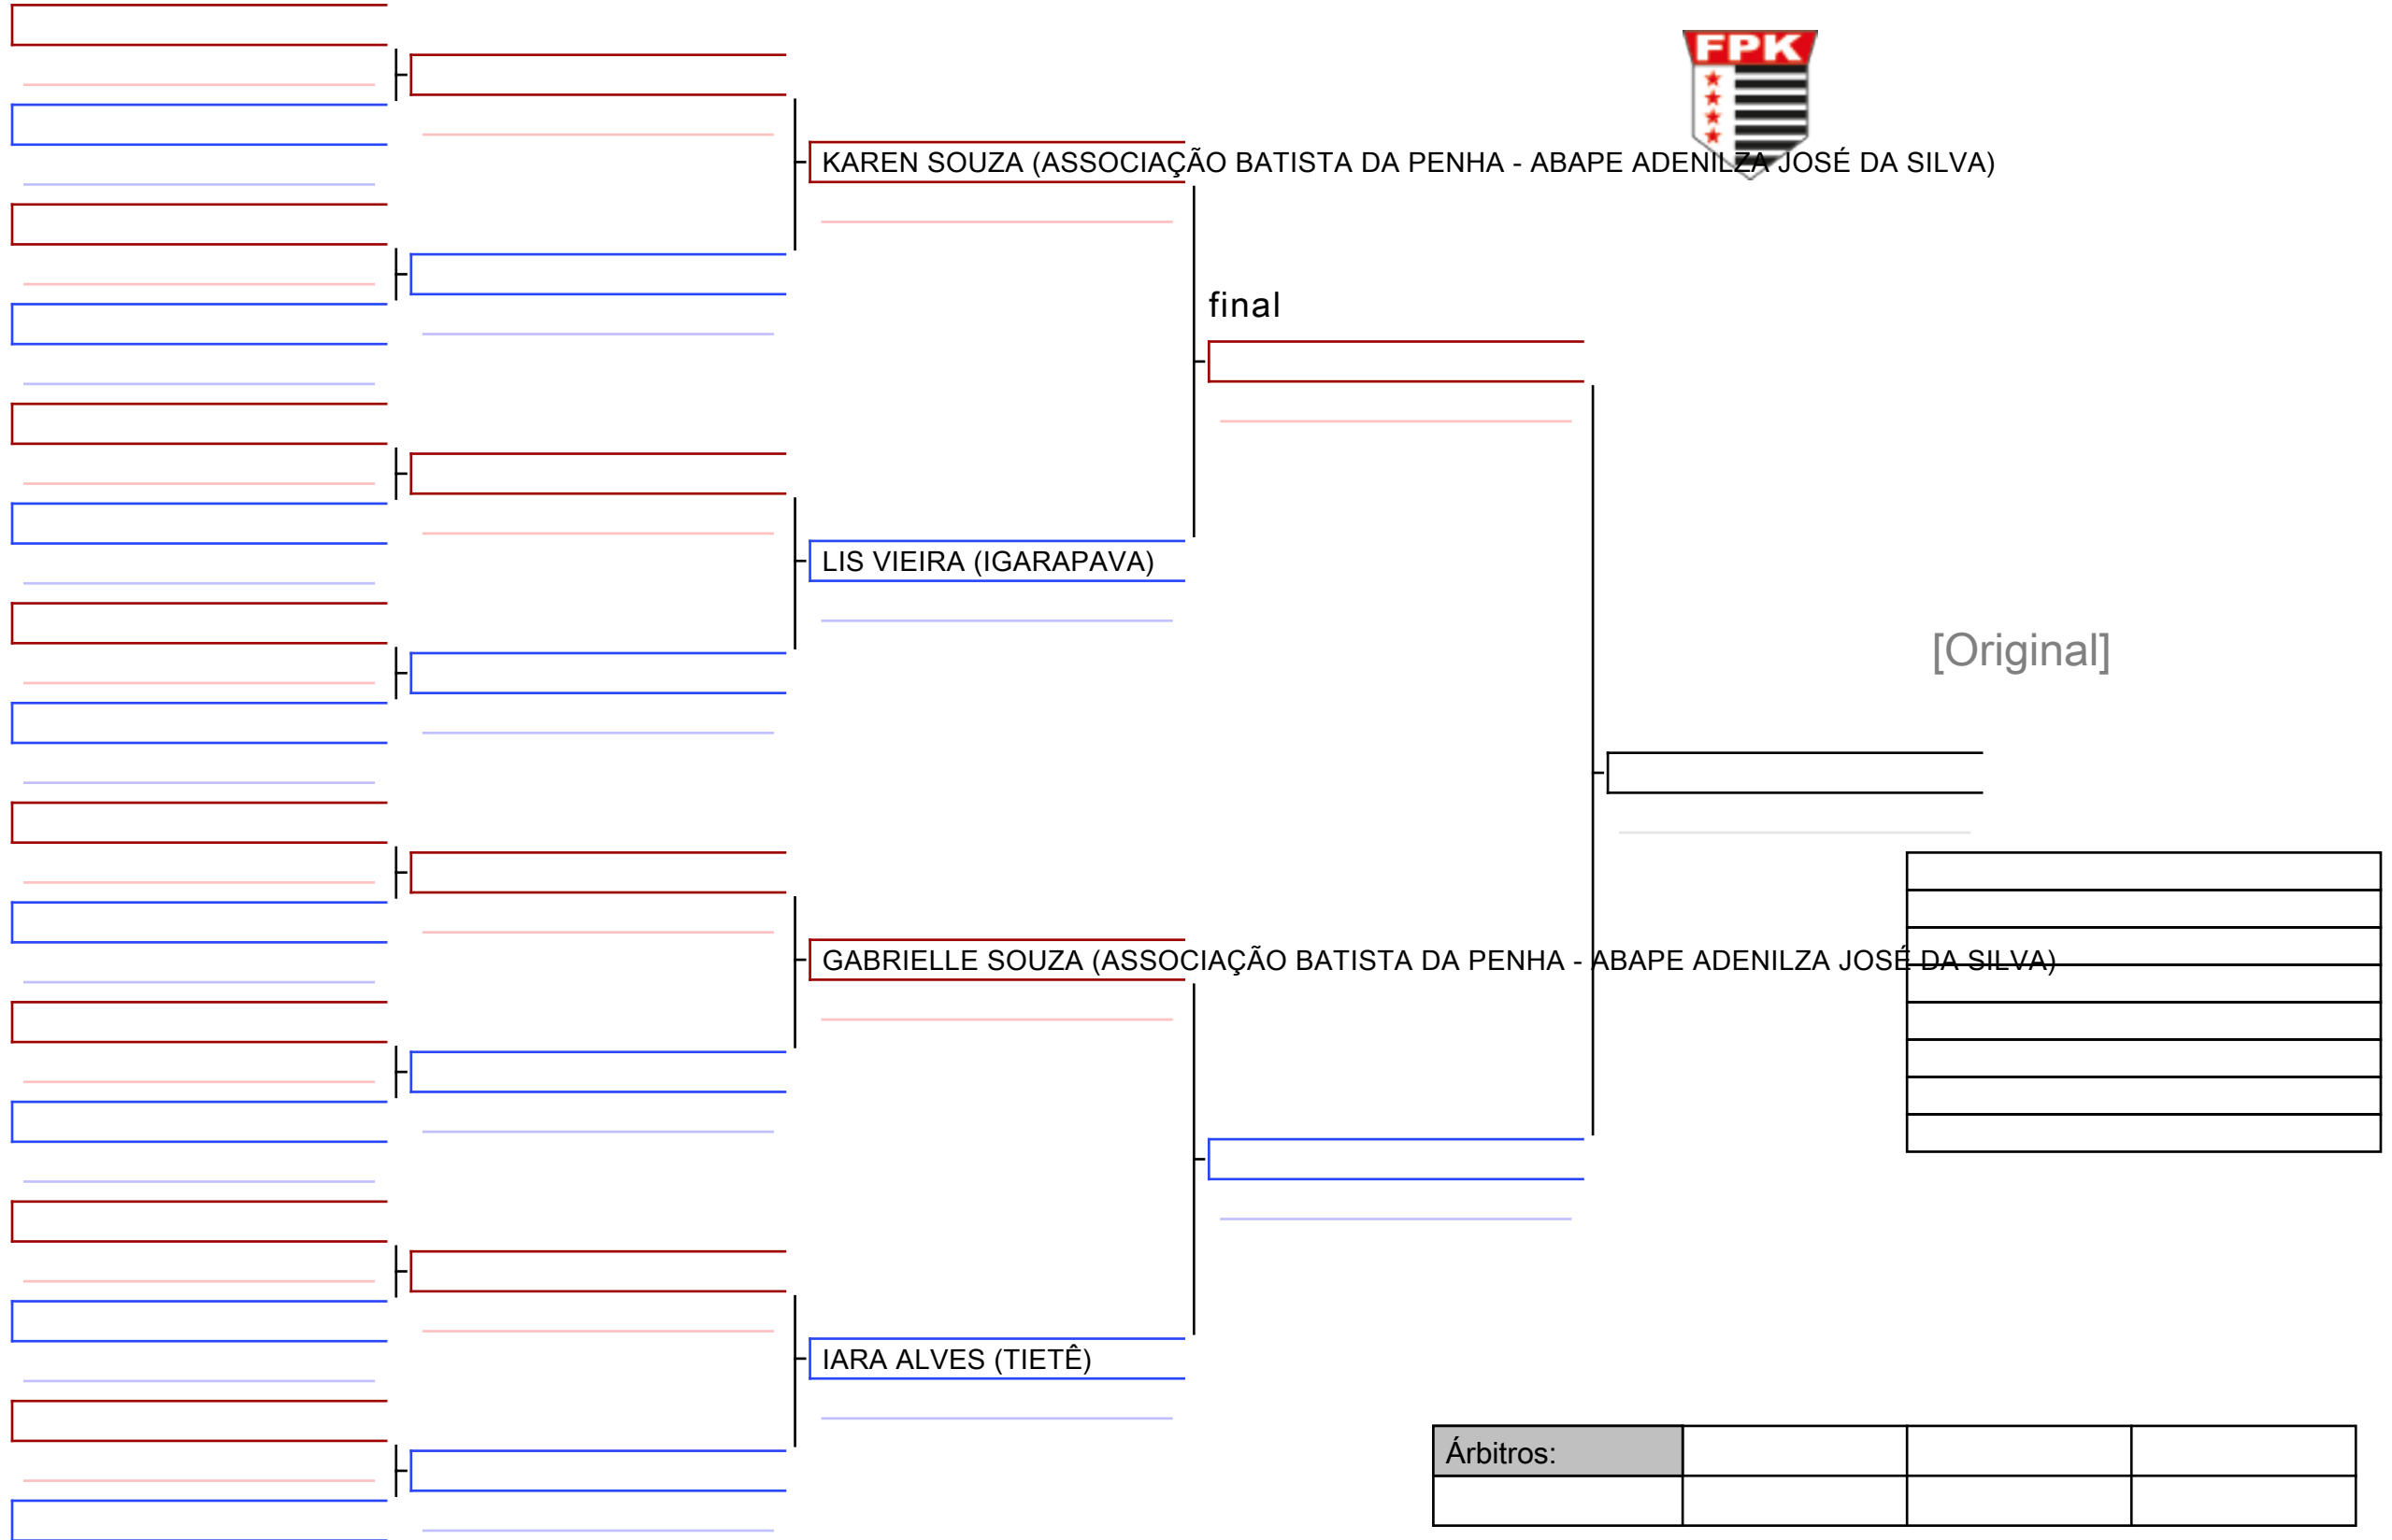 FPK
KAREN SOUZA (ASSOCIAÇÃO BATISTA DA PENHA - ABAPE ADENILZA JOSÉ DA SILVA)
final
LIS VIEIRA (IGARAPAVA)
[Original]
GABRIELLE SOUZA (ASSOCIAÇÃO BATISTA DA PENHA - ABAPE ADENILZA JOSÉ DA SILVA)
IARA ALVES (TIETÊ)
Árbitros: